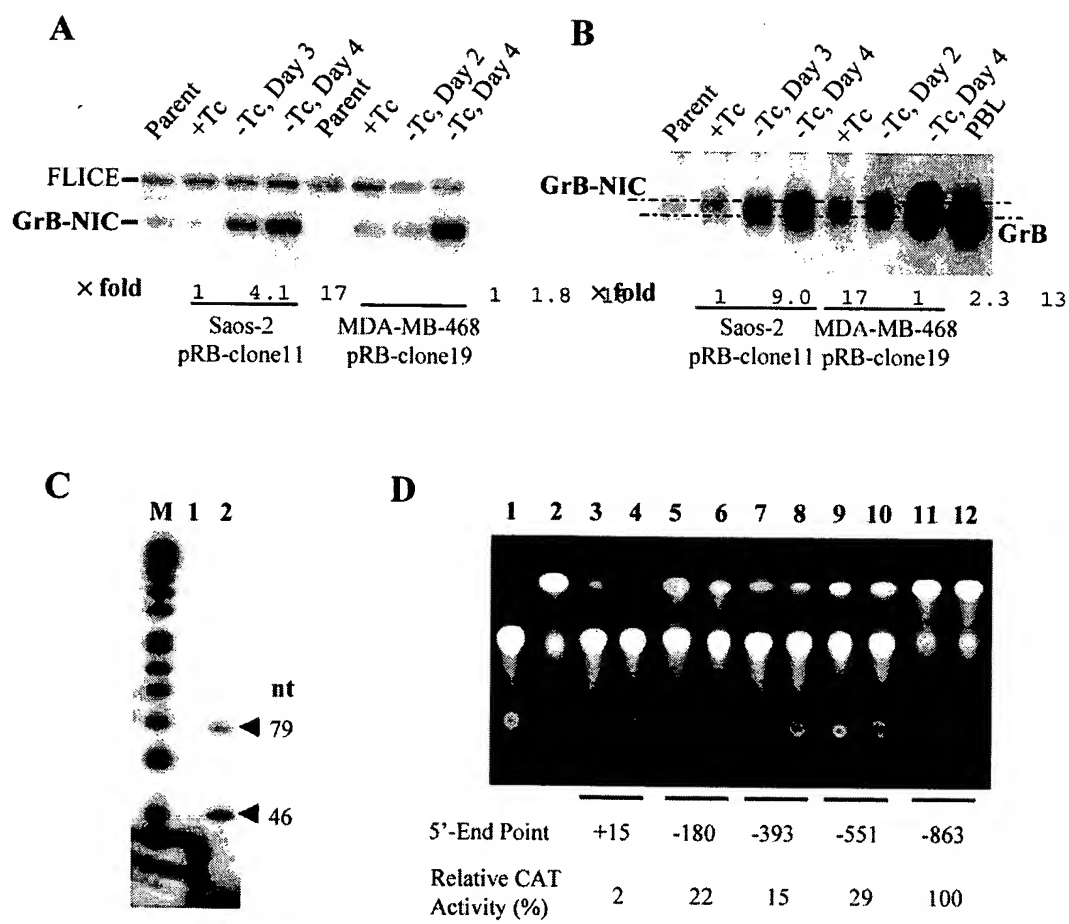 A
Parent
+Tc
-Tc, Day 3
-Tc, Day 4
Parent
+Tc
-Tc, Day 2
-Tc, Day 4
FLICE
GrB-NIC
× fold 1 4.1 17 1 1.8
Saos-2
pRB-clone11
MDA-MB-468
pRB-clone19
B
Parent
+Tc
-Tc, Day 3
-Tc, Day 4
+Tc
-Tc, Day 2
-Tc, Day 4
PBL
GrB-NIC
GrB
× fold 1 9.0 17 1 2.3 13
Saos-2
pRB-clone11
MDA-MB-468
pRB-clone19
C
M 1 2
nt
79
46
D
1 2 3 4 5 6 7 8 9 10 11 12
5'-End Point +15 -180 -393 -551 -863
Relative CAT
Activity (%) 2 22 15 29 100